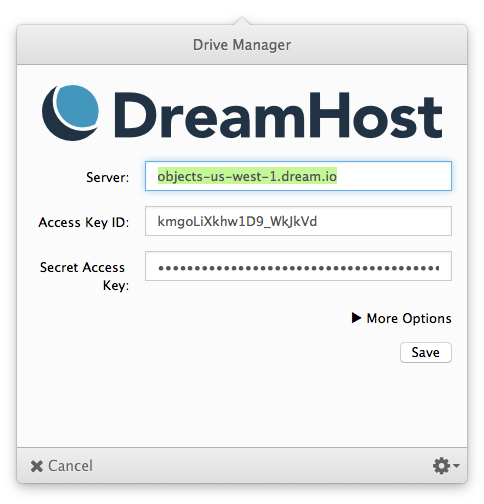 Drive Manager
DreamHost
Server: objects-us-west-1.dream.io
Access Key ID: kmgoLiXkhw1D9_WkJkVd
Secret Access
Key:
More Options
Save
Cancel